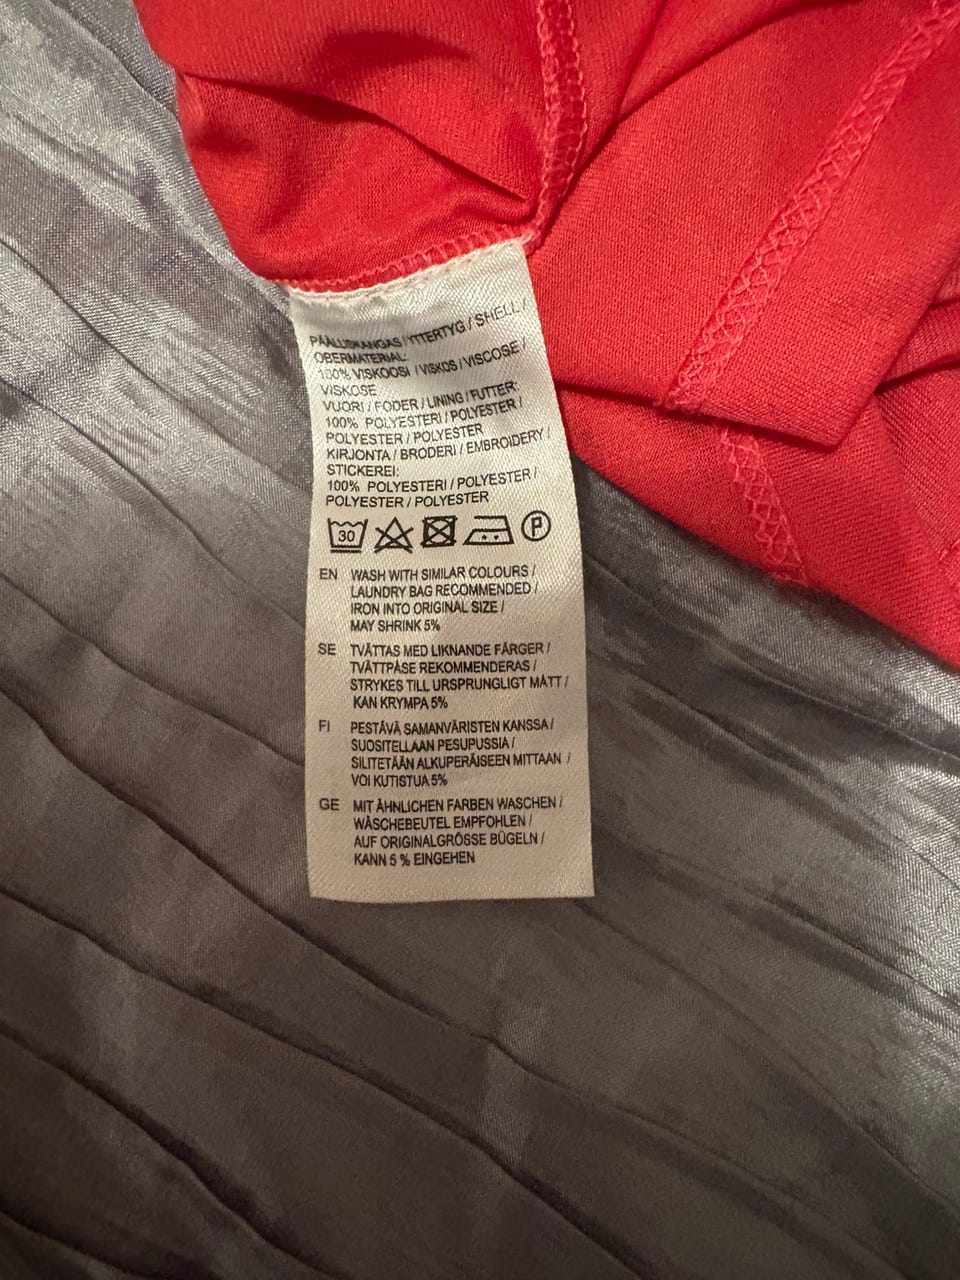 PÄÄLLISKANGAS / YTTERTYG / SHELL /
OBERMATERIAL:
100% VISKOOSI / VISKOS / VISCOSE /
VISKOSE
VUORI / FODER / LINING / FUTTER:
100% POLYESTERI / POLYESTER /
POLYESTER / POLYESTER
KIRJONTA / BRODERI / EMBROIDERY /
STICKEREI:
100% POLYESTERI / POLYESTER /
POLYESTER / POLYESTER
30 P
EN WASH WITH SIMILAR COLOURS /
LAUNDRY BAG RECOMMENDED /
IRON INTO ORIGINAL SIZE /
MAY SHRINK 5%
SE TVÄTTAS MED LIKNANDE FÄRGER /
TVÄTTPÅSE REKOMMENDERAS /
STRYKES TILL URSPRUNGLIGT MÅTT /
KAN KRYMPA 5%
FI PESTÄVÄ SAMANVÄRISTEN KANSSA /
SUOSITELLAAN PESUPUSSIA /
SILITETÄÄN ALKUPERÄISEEN MITTAAN /
VOI KUTISTUA 5%
GE MIT ÄHNLICHEN FARBEN WASCHEN /
WÄSCHEBEUTEL EMPFOHLEN /
AUF ORIGINALGRÖSSE BÜGELN /
KANN 5 % EINGEHEN